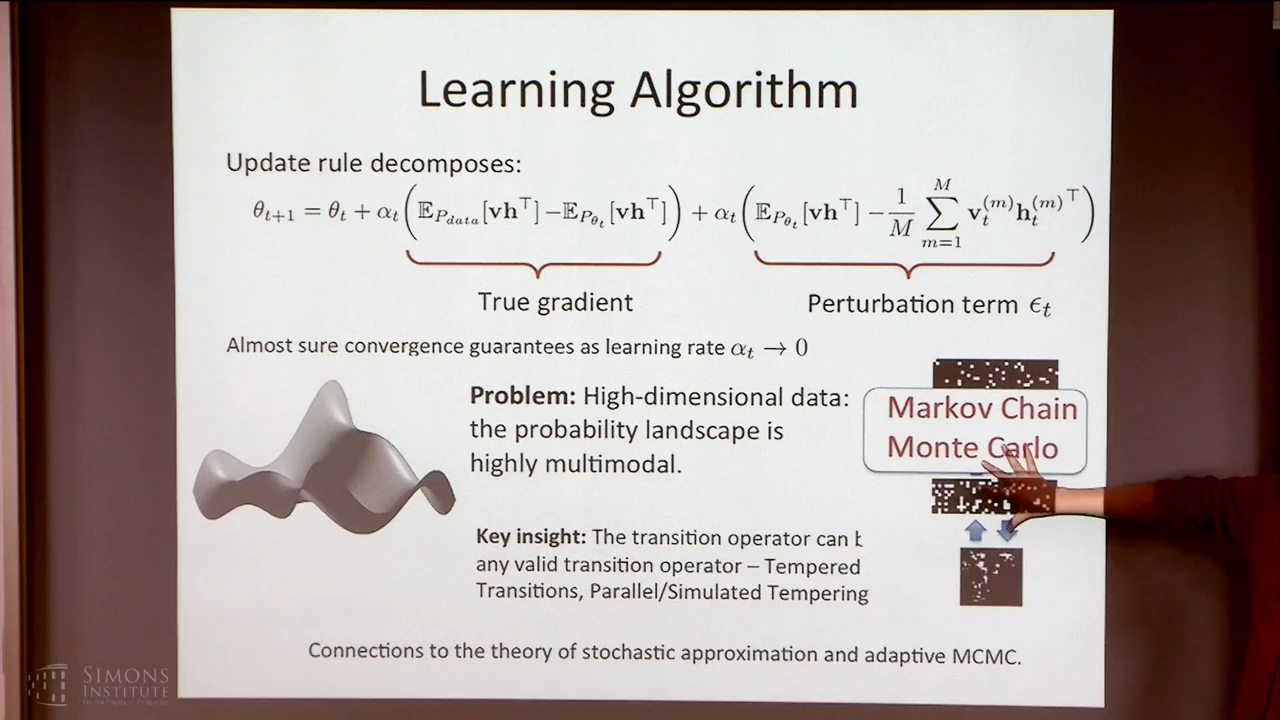 Learning Algorithm
Update rule decomposes:
θ_{t+1} = θ_t + α_t ( 𝔼_{P_{data}}[vh^⊤] − 𝔼_{P_{θ_t}}[vh^⊤] ) + α_t ( 𝔼_{P_{θ_t}}[vh^⊤] − 1/M ∑_{m=1}^{M} v_t^{(m)} h_t^{(m)⊤} )
True gradient
Perturbation term ϵ_t
Almost sure convergence guarantees as learning rate α_t → 0
Problem: High-dimensional data:
the probability landscape is
highly multimodal.
Markov Chain
Monte Carlo
Key insight: The transition operator can
any valid transition operator – Tempered
Transitions, Parallel/Simulated Tempering
Connections to the theory of stochastic approximation and adaptive MCMC.
SIMONS
INSTITUTE